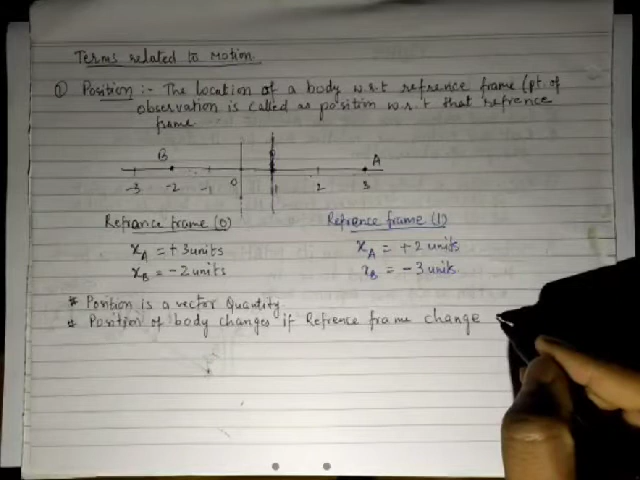 Terms related to Motion
① Position :- The location of a body w.r.t refrence frame (pt. of
observation is called as position w.r.t that refrence
frame
B A
-3 -2 -1 0 1 2 3
Refrance frame (0) Refrence frame (1)
xA = +3 units xA = +2 units
xB = -2 units xB = -3 units
* Position is a vector Quantity
* Position of body changes if Refrence frame change